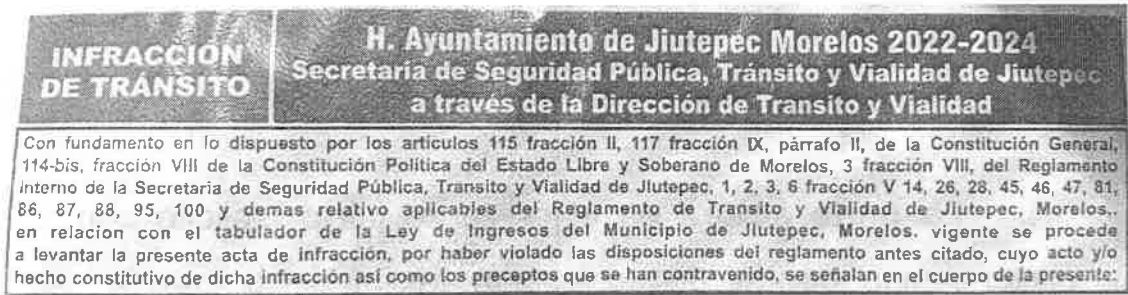 INFRACCIÓN
DE TRÁNSITO
H. Ayuntamiento de Jiutepec Morelos 2022-2024
Secretaría de Seguridad Pública, Tránsito y Vialidad de Jiutepec
a través de la Dirección de Transito y Vialidad
Con fundamento en lo dispuesto por los artículos 115 fracción II, 117 fracción IX, párrafo II, de la Constitución General,
114-bis, fracción VIII de la Constitución Politica del Estado Libre y Soberano de Morelos, 3 fracción VIII, del Reglamento
interno de la Secretaria de Seguridad Pública, Transito y Vialidad de Jiutepec, 1, 2, 3, 6 fracción V 14, 26, 28, 45, 46, 47, 81,
86, 87, 88, 95, 100 y demas relativo aplicables del Reglamento de Transito y Vialidad de Jiutepec, Morelos..
en relacion con el tabulador de la Ley de Ingresos del Municipio de Jiutepec, Morelos. vigente se procede
a levantar la presente acta de infracción, por haber violado las disposiciones del reglamento antes citado, cuyo acto y/o
hecho constitutivo de dicha infracción así como los preceptos que se han contravenido, se señalan en el cuerpo de la presente: